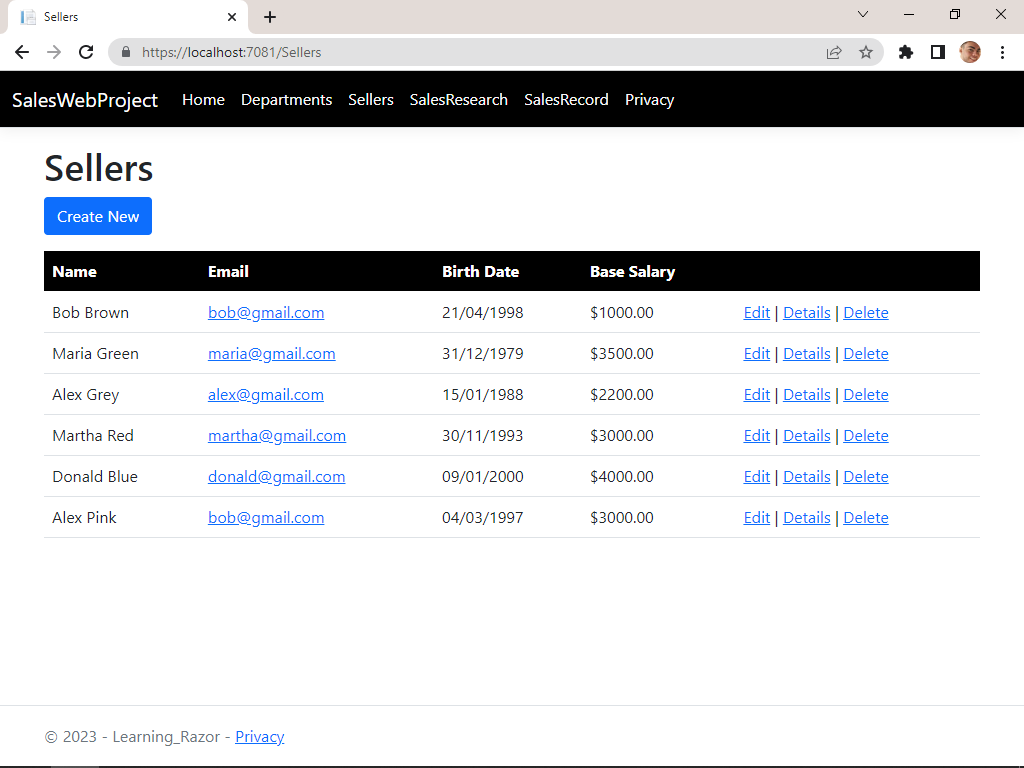 Sellers
https://localhost:7081/Sellers
SalesWebProject Home Departments Sellers SalesResearch SalesRecord Privacy
Sellers
Create New
Name Email Birth Date Base Salary
Bob Brown bob@gmail.com 21/04/1998 $1000.00 Edit | Details | Delete
Maria Green maria@gmail.com 31/12/1979 $3500.00 Edit | Details | Delete
Alex Grey alex@gmail.com 15/01/1988 $2200.00 Edit | Details | Delete
Martha Red martha@gmail.com 30/11/1993 $3000.00 Edit | Details | Delete
Donald Blue donald@gmail.com 09/01/2000 $4000.00 Edit | Details | Delete
Alex Pink bob@gmail.com 04/03/1997 $3000.00 Edit | Details | Delete
© 2023 - Learning_Razor - Privacy